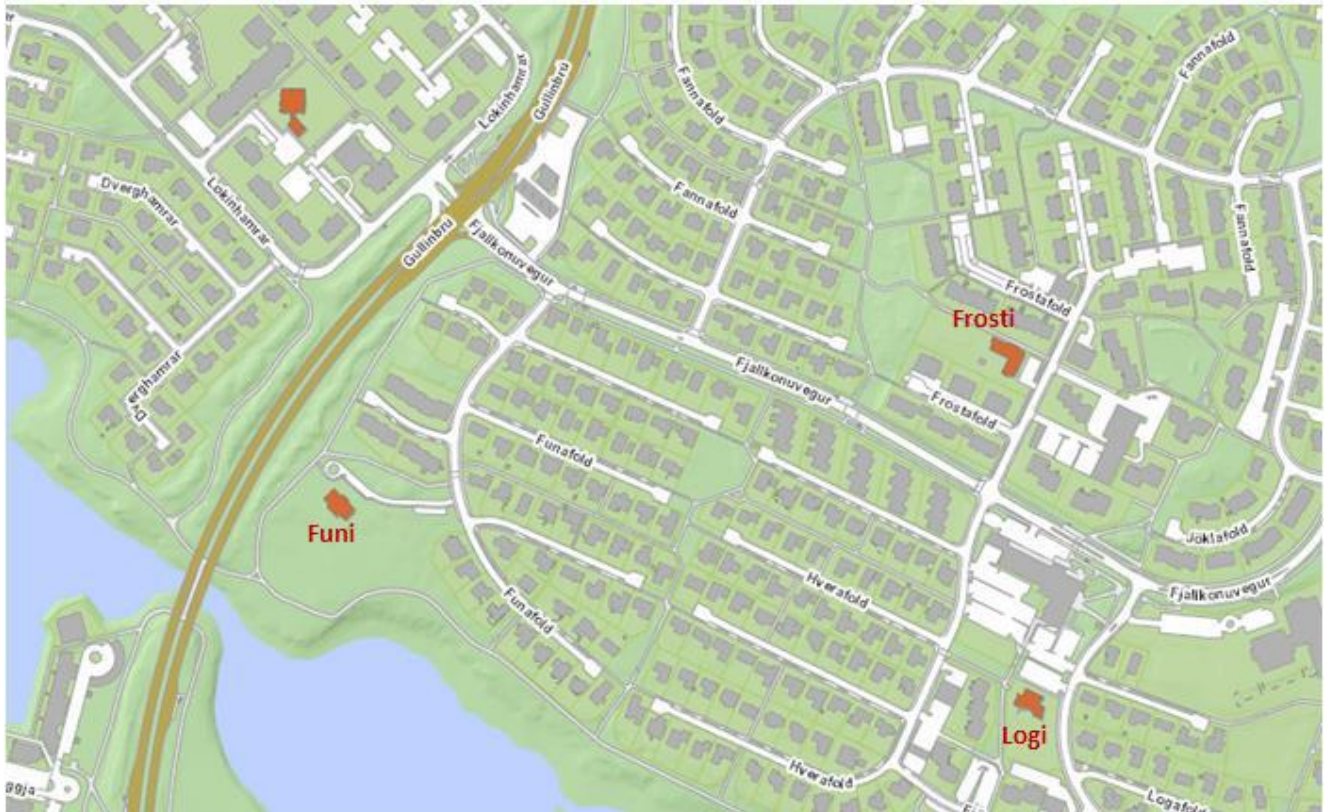 Lokinhamrar
Gullinbrú
Fannafold
Fannafold
Dverghamrar
Lokinhamrar
Fannafold
Fannafold
Gullinbrú
Fjallkonuvegur
Frostafold
Frosti
Dverghamrar
Fjallkonuvegur
Frostafold
Funafold
Funi
Jöklafold
Hverafold
Fjallkonuvegur
Funafold
Logi
Hverafold
ggja
Logafold